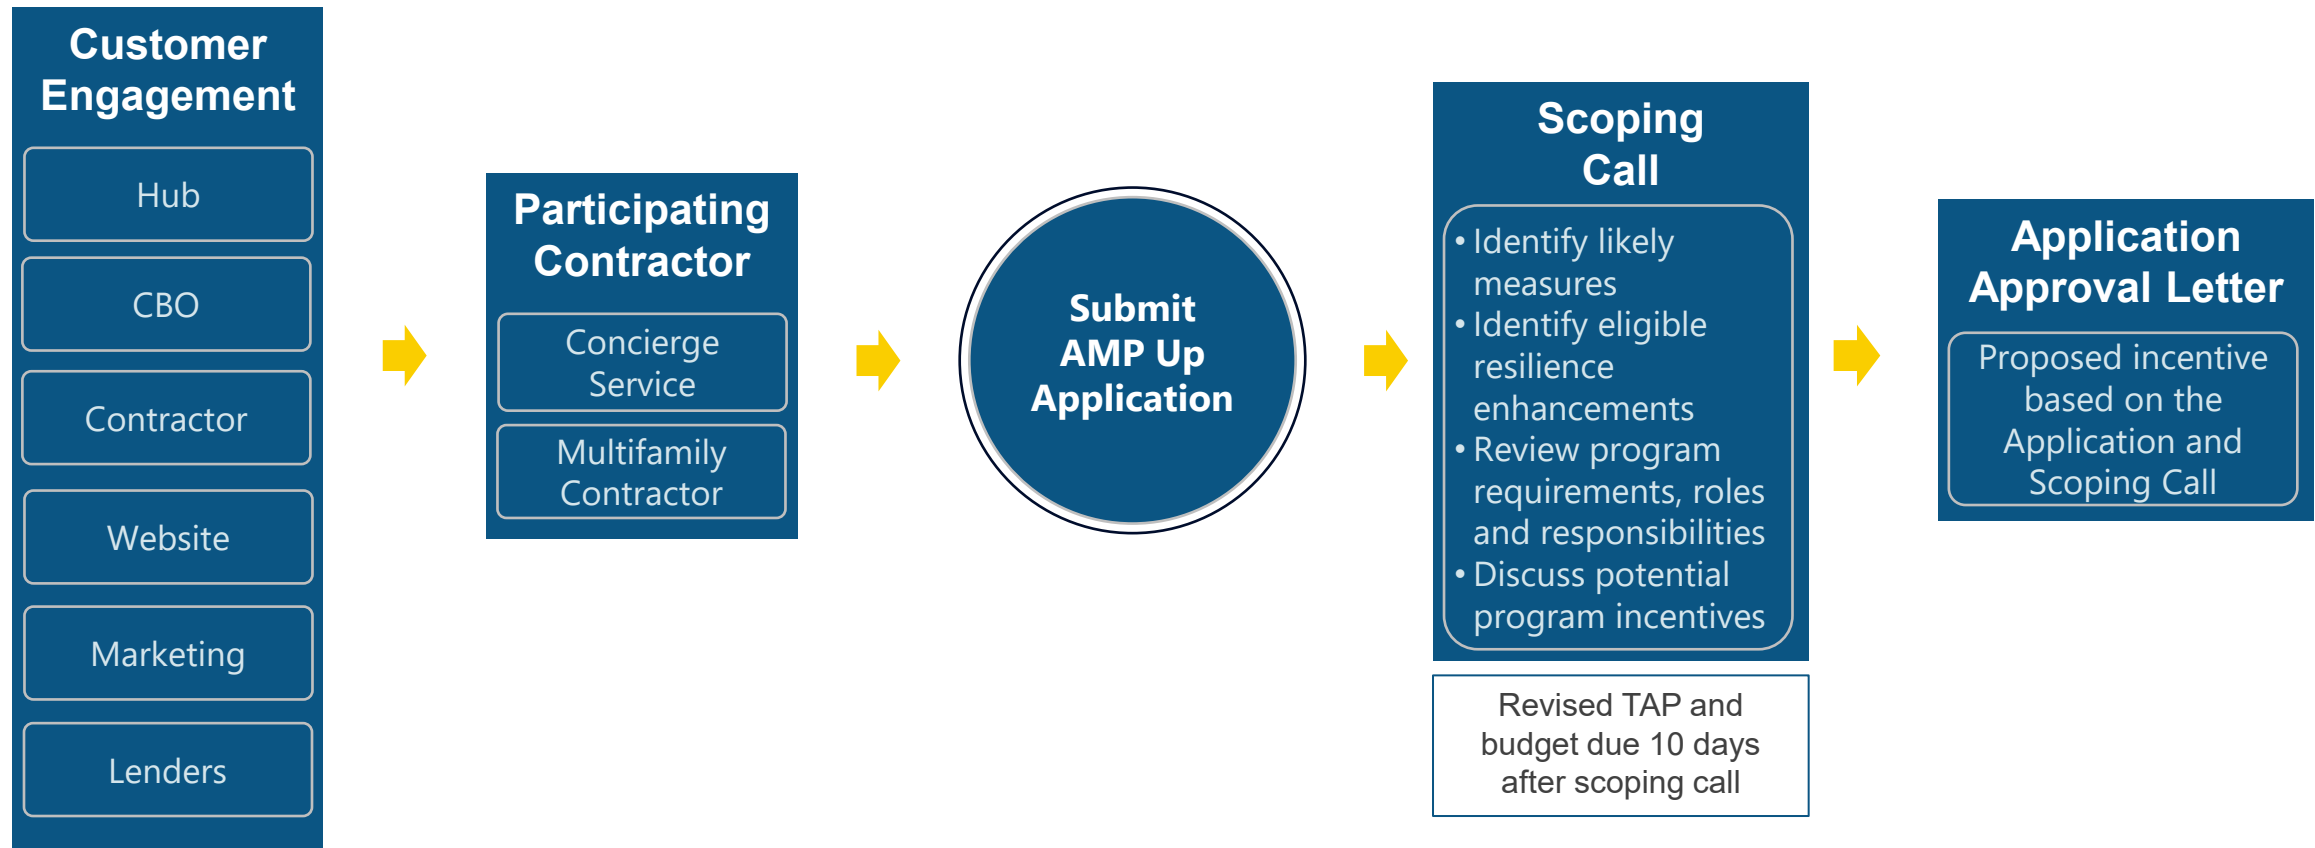 Customer
Engagement
Hub
CBO
Contractor
Website
Marketing
Lenders
Participating
Contractor
Concierge
Service
Multifamily
Contractor
Submit
AMP Up
Application
Scoping
Call
• Identify likely
measures
• Identify eligible
resilience
enhancements
• Review program
requirements, roles
and responsibilities
• Discuss potential
program incentives
Revised TAP and
budget due 10 days
after scoping call
Application
Approval Letter
Proposed incentive
based on the
Application and
Scoping Call